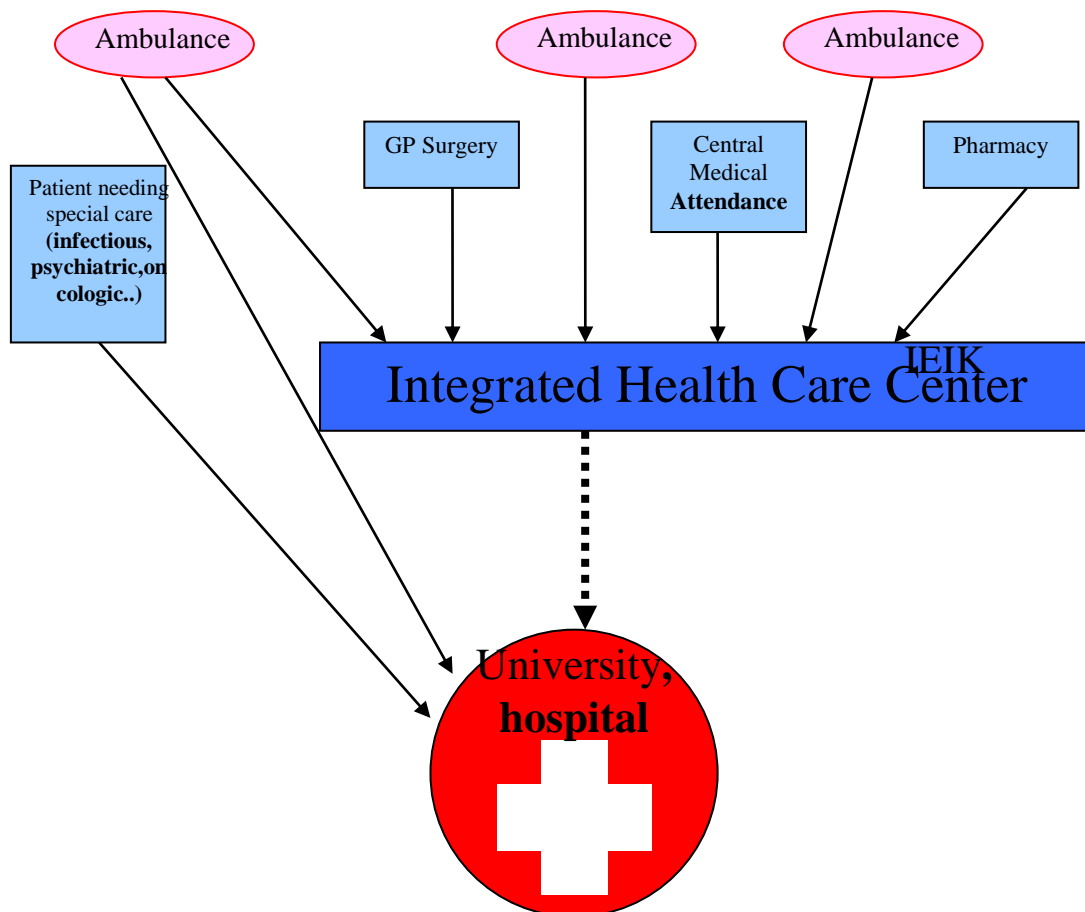 Ambulance
Ambulance
Ambulance
GP Surgery
Central
Medical
Attendance
Pharmacy
Patient needing
special care
(infectious,
psychiatric,on
cologic..)
IEIK
Integrated Health Care Center
University,
hospital